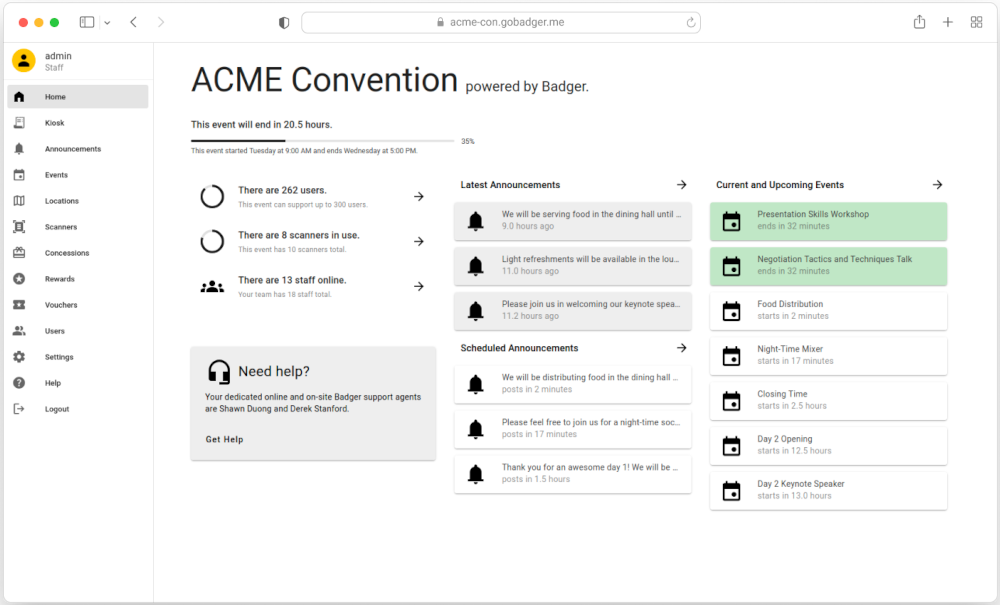 acme-con.gobadger.me
admin
Staff
Home
Kiosk
Announcements
Events
Locations
Scanners
Concessions
Rewards
Vouchers
Users
Settings
Help
Logout
ACME Convention powered by Badger.
This event will end in 20.5 hours.
35%
This event started Tuesday at 9:00 AM and ends Wednesday at 5:00 PM.
There are 262 users.
This event can support up to 300 users.
There are 8 scanners in use.
This event has 10 scanners total.
There are 13 staff online.
Your team has 18 staff total.
Need help?
Your dedicated online and on-site Badger support agents
are Shawn Duong and Derek Stanford.
Get Help
Latest Announcements
We will be serving food in the dining hall until ...
9.0 hours ago
Light refreshments will be available in the lou...
11.0 hours ago
Please join us in welcoming our keynote spea...
11.2 hours ago
Scheduled Announcements
We will be distributing food in the dining hall ...
posts in 2 minutes
Please feel free to join us for a night-time soc...
posts in 17 minutes
Thank you for an awesome day 1! We will be ...
posts in 1.5 hours
Current and Upcoming Events
Presentation Skills Workshop
ends in 32 minutes
Negotiation Tactics and Techniques Talk
ends in 32 minutes
Food Distribution
starts in 2 minutes
Night-Time Mixer
starts in 17 minutes
Closing Time
starts in 2.5 hours
Day 2 Opening
starts in 12.5 hours
Day 2 Keynote Speaker
starts in 13.0 hours